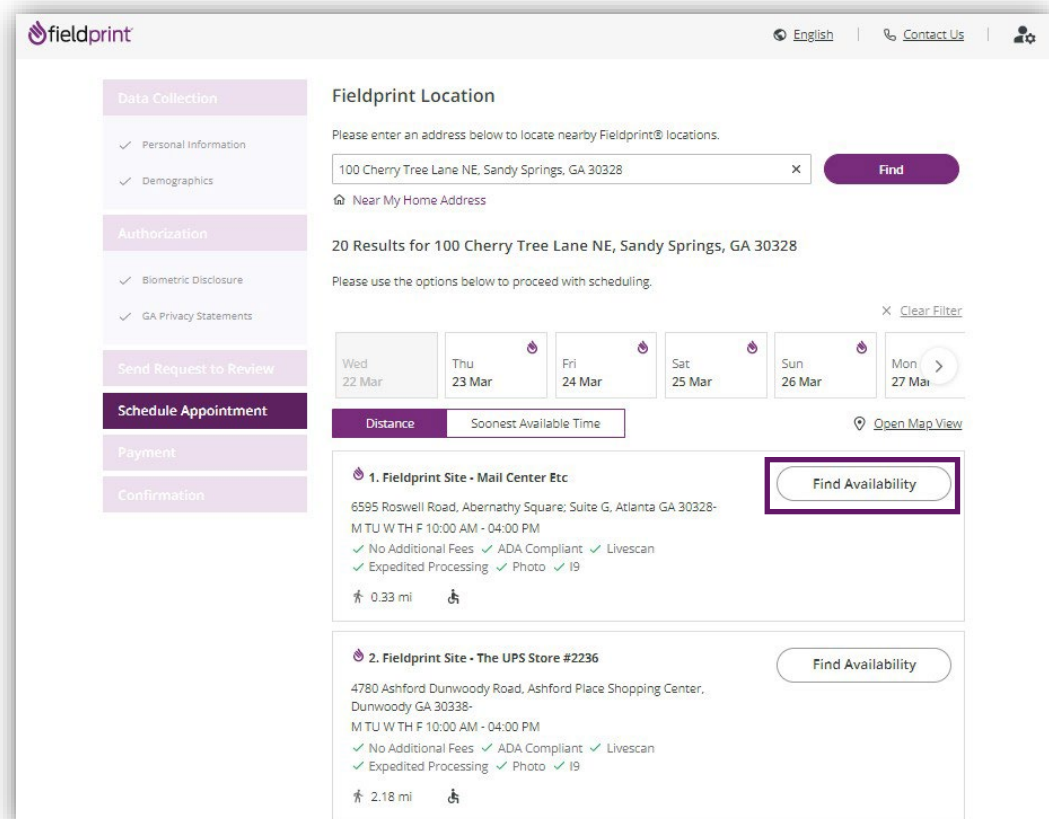 fieldprint
English
Contact Us
Data Collection
Personal Information
Demographics
Authorization
Biometric Disclosure
GA Privacy Statements
Send Request to Review
Schedule Appointment
Payment
Confirmation
Fieldprint Location
Please enter an address below to locate nearby Fieldprint® locations.
100 Cherry Tree Lane NE, Sandy Springs, GA 30328
Find
Near My Home Address
20 Results for 100 Cherry Tree Lane NE, Sandy Springs, GA 30328
Please use the options below to proceed with scheduling.
Clear Filter
Wed
22 Mar
Thu
23 Mar
Fri
24 Mar
Sat
25 Mar
Sun
26 Mar
Mon
27 Mar
Distance
Soonest Available Time
Open Map View
1. Fieldprint Site - Mail Center Etc
Find Availability
6595 Roswell Road, Abernathy Square; Suite G, Atlanta GA 30328-
M TU W TH F 10:00 AM - 04:00 PM
✓ No Additional Fees ✓ ADA Compliant ✓ Livescan
✓ Expedited Processing ✓ Photo ✓ I9
0.33 mi
2. Fieldprint Site - The UPS Store #2236
Find Availability
4780 Ashford Dunwoody Road, Ashford Place Shopping Center,
Dunwoody GA 30338-
M TU W TH F 10:00 AM - 04:00 PM
✓ No Additional Fees ✓ ADA Compliant ✓ Livescan
✓ Expedited Processing ✓ Photo ✓ I9
2.18 mi